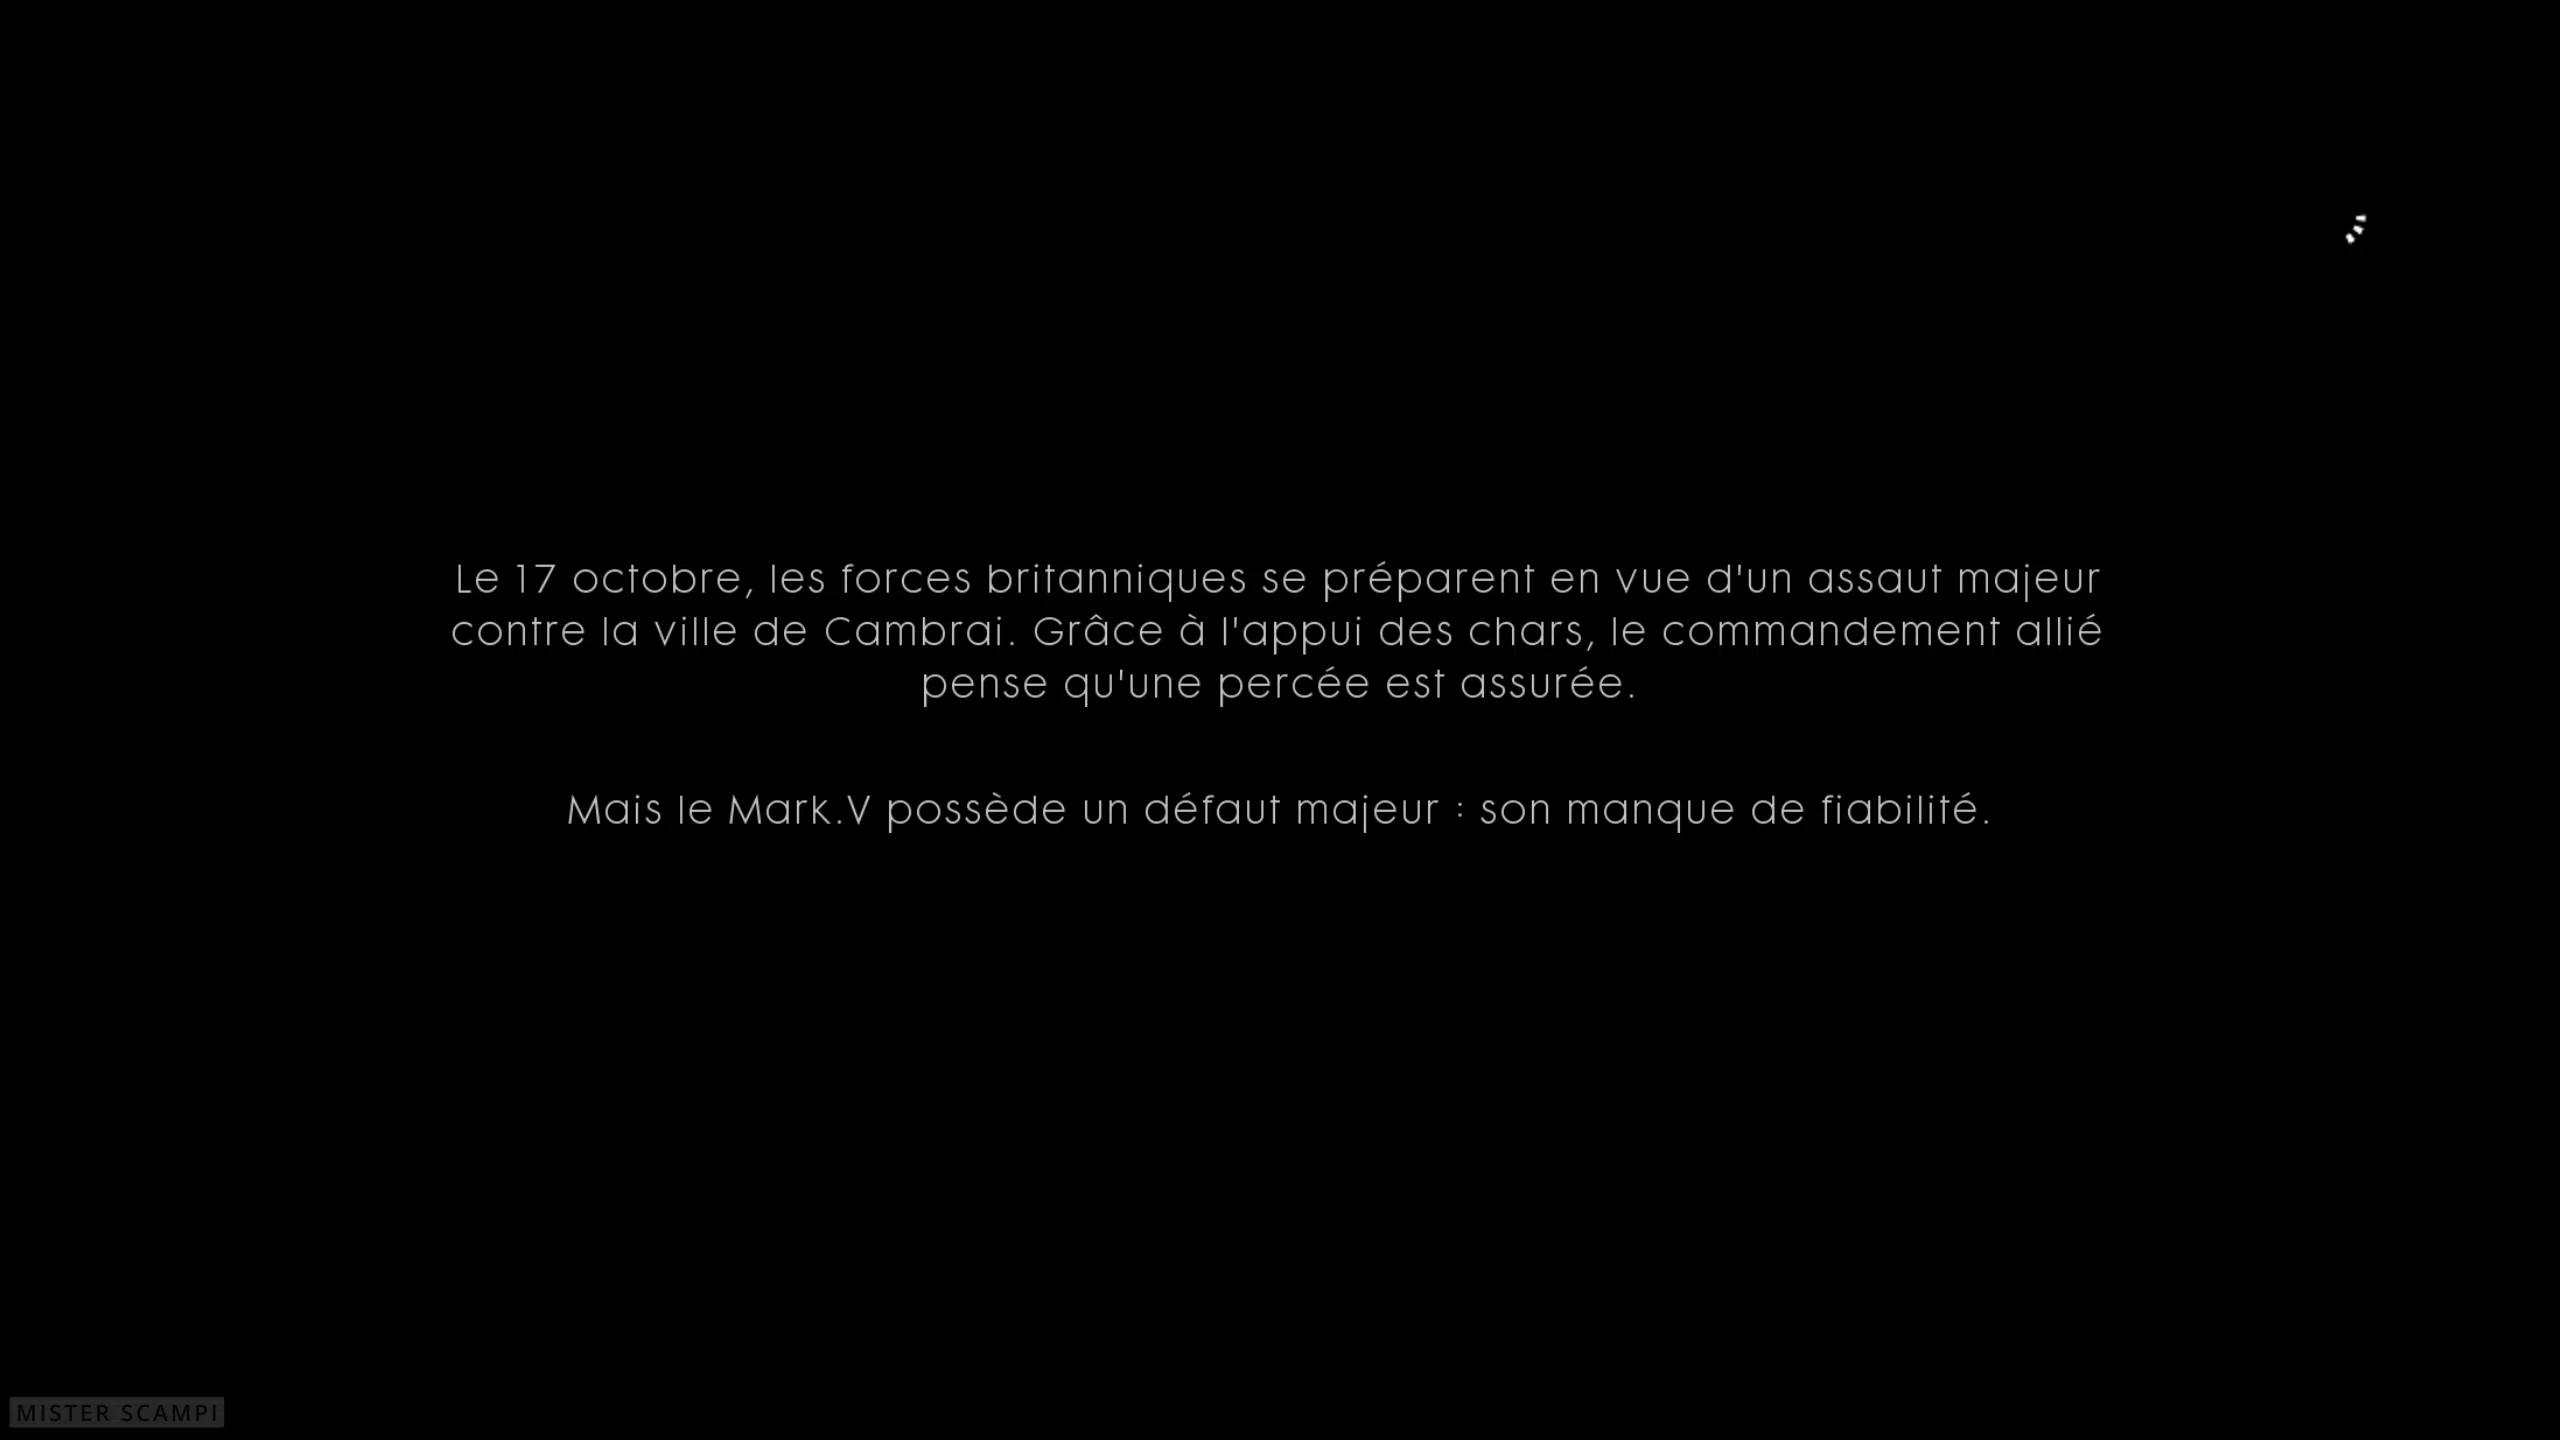 Le 17 octobre, les forces britanniques se préparent en vue d'un assaut majeur
contre la ville de Cambrai. Grâce à l'appui des chars, le commandement allié
pense qu'une percée est assurée.
Mais le Mark.V possède un défaut majeur : son manque de fiabilité.
MISTER SCAMPI